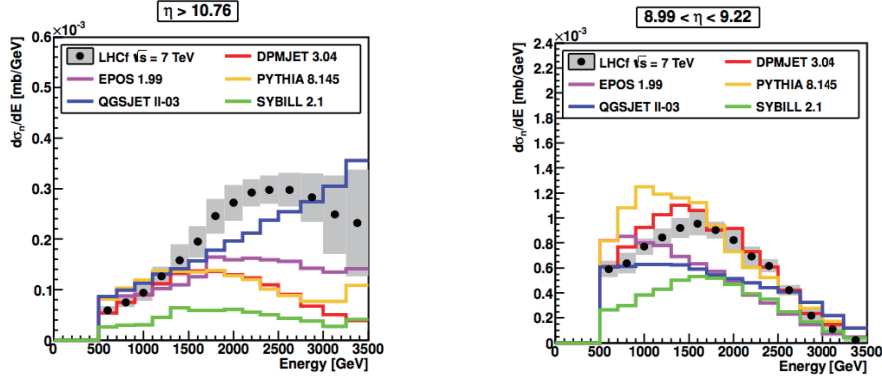 η > 10.76
×10⁻³
dσₙ/dE [mb/GeV]
0.6
0.5
0.4
0.3
0.2
0.1
0
LHCf √s = 7 TeV
DPMJET 3.04
EPOS 1.99
PYTHIA 8.145
QGSJET II-03
SYBILL 2.1
0 500 1000 1500 2000 2500 3000 3500
Energy [GeV]
8.99 < η < 9.22
×10⁻³
dσₙ/dE [mb/GeV]
2.4
2.2
2
1.8
1.6
1.4
1.2
1
0.8
0.6
0.4
0.2
0
LHCf √s = 7 TeV
DPMJET 3.04
EPOS 1.99
PYTHIA 8.145
QGSJET II-03
SYBILL 2.1
0 500 1000 1500 2000 2500 3000 3500
Energy [GeV]